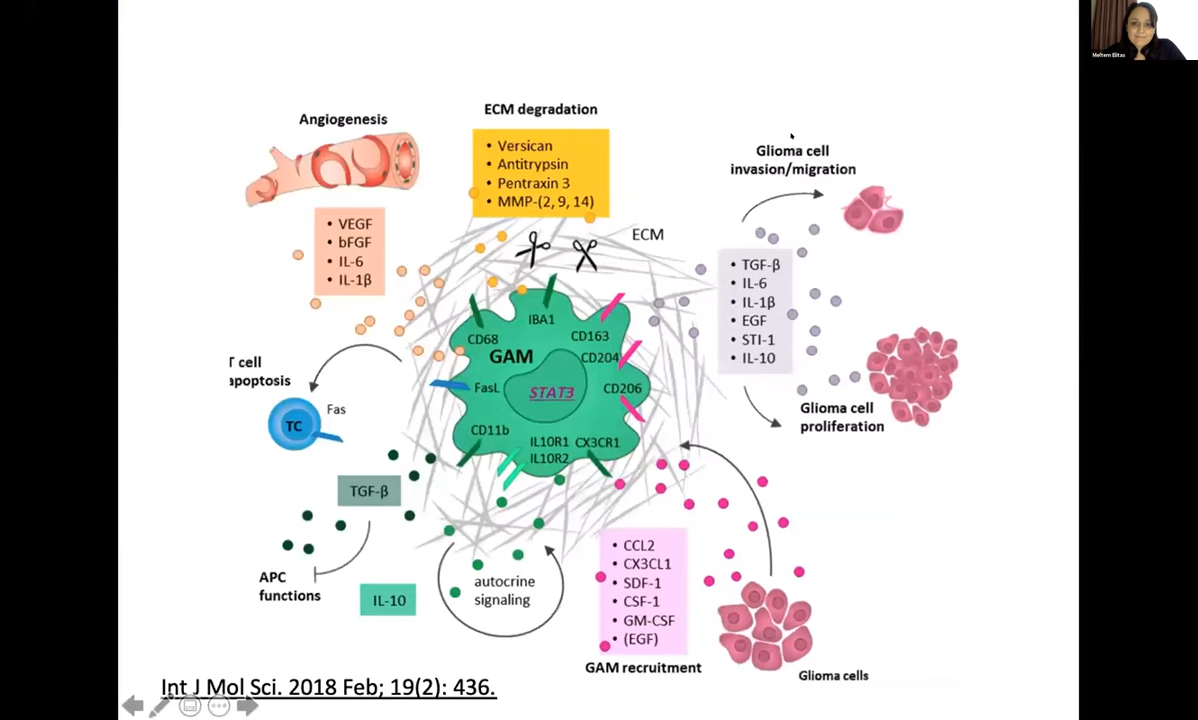 Meltem Elitas
ECM degradation
Angiogenesis
• Versican
• Antitrypsin
• Pentraxin 3
• MMP-(2, 9, 14)
Glioma cell
invasion/migration
• VEGF
• bFGF
• IL-6
• IL-1β
ECM
• TGF-β
• IL-6
• IL-1β
• EGF
• STI-1
• IL-10
IBA1
CD68
CD163
GAM
CD204
FasL
STAT3
CD206
CD11b
IL10R1
IL10R2
CX3CR1
T cell
apoptosis
Fas
TC
Glioma cell
proliferation
TGF-β
APC
functions
IL-10
autocrine
signaling
• CCL2
• CX3CL1
• SDF-1
• CSF-1
• GM-CSF
• (EGF)
GAM recruitment
Glioma cells
Int J Mol Sci. 2018 Feb; 19(2): 436.